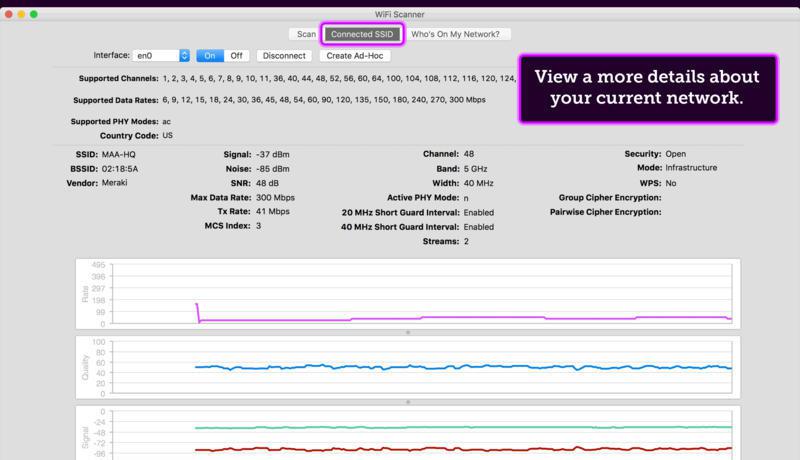 WiFi Scanner
Scan Connected SSID Who's On My Network?
Interface: en0 On Off Disconnect Create Ad-Hoc
Supported Channels: 1, 2, 3, 4, 5, 6, 7, 8, 9, 10, 11, 36, 40, 44, 48, 52, 56, 60, 64, 100, 104, 108, 112, 116, 120, 124,
View a more details about
your current network.
Supported Data Rates: 6, 9, 12, 15, 18, 24, 30, 36, 45, 48, 54, 60, 90, 120, 135, 150, 180, 240, 270, 300 Mbps
Supported PHY Modes: ac
Country Code: US
SSID: MAA-HQ
BSSID: 02:18:5A
Vendor: Meraki
Signal: -37 dBm
Noise: -85 dBm
SNR: 48 dB
Max Data Rate: 300 Mbps
Tx Rate: 41 Mbps
MCS Index: 3
Channel: 48
Band: 5 GHz
Width: 40 MHz
Active PHY Mode: n
20 MHz Short Guard Interval: Enabled
40 MHz Short Guard Interval: Enabled
Streams: 2
Security: Open
Mode: Infrastructure
WPS: No
Group Cipher Encryption:
Pairwise Cipher Encryption:
Rate
495
396
297
198
99
0
Quality
100
80
60
40
20
0
Signal
0
-24
-48
-72
-96